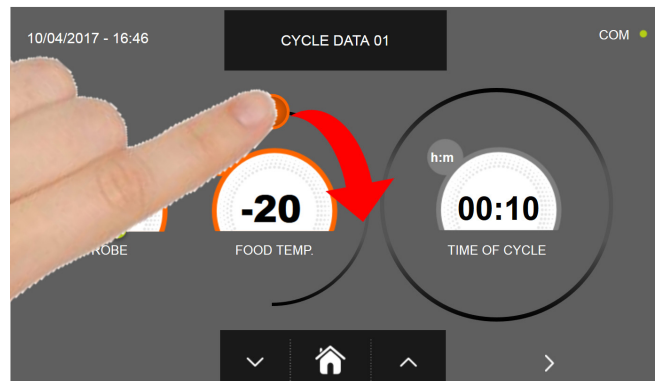 10/04/2017 - 16:46
CYCLE DATA 01
COM
h:m
-20
00:10
FOOD TEMP.
TIME OF CYCLE